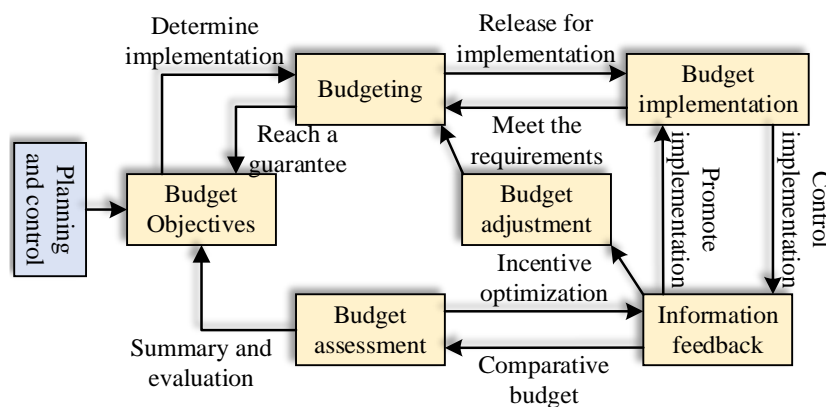 Determine
implementation
Release for
implementation
Budgeting
Budget
implementation
Reach a
guarantee
Meet the
requirements
Planning
and control
Budget
Objectives
Budget
adjustment
Promote
implementation
Control
implementation
Incentive
optimization
Budget
assessment
Information
feedback
Summary and
evaluation
Comparative
budget